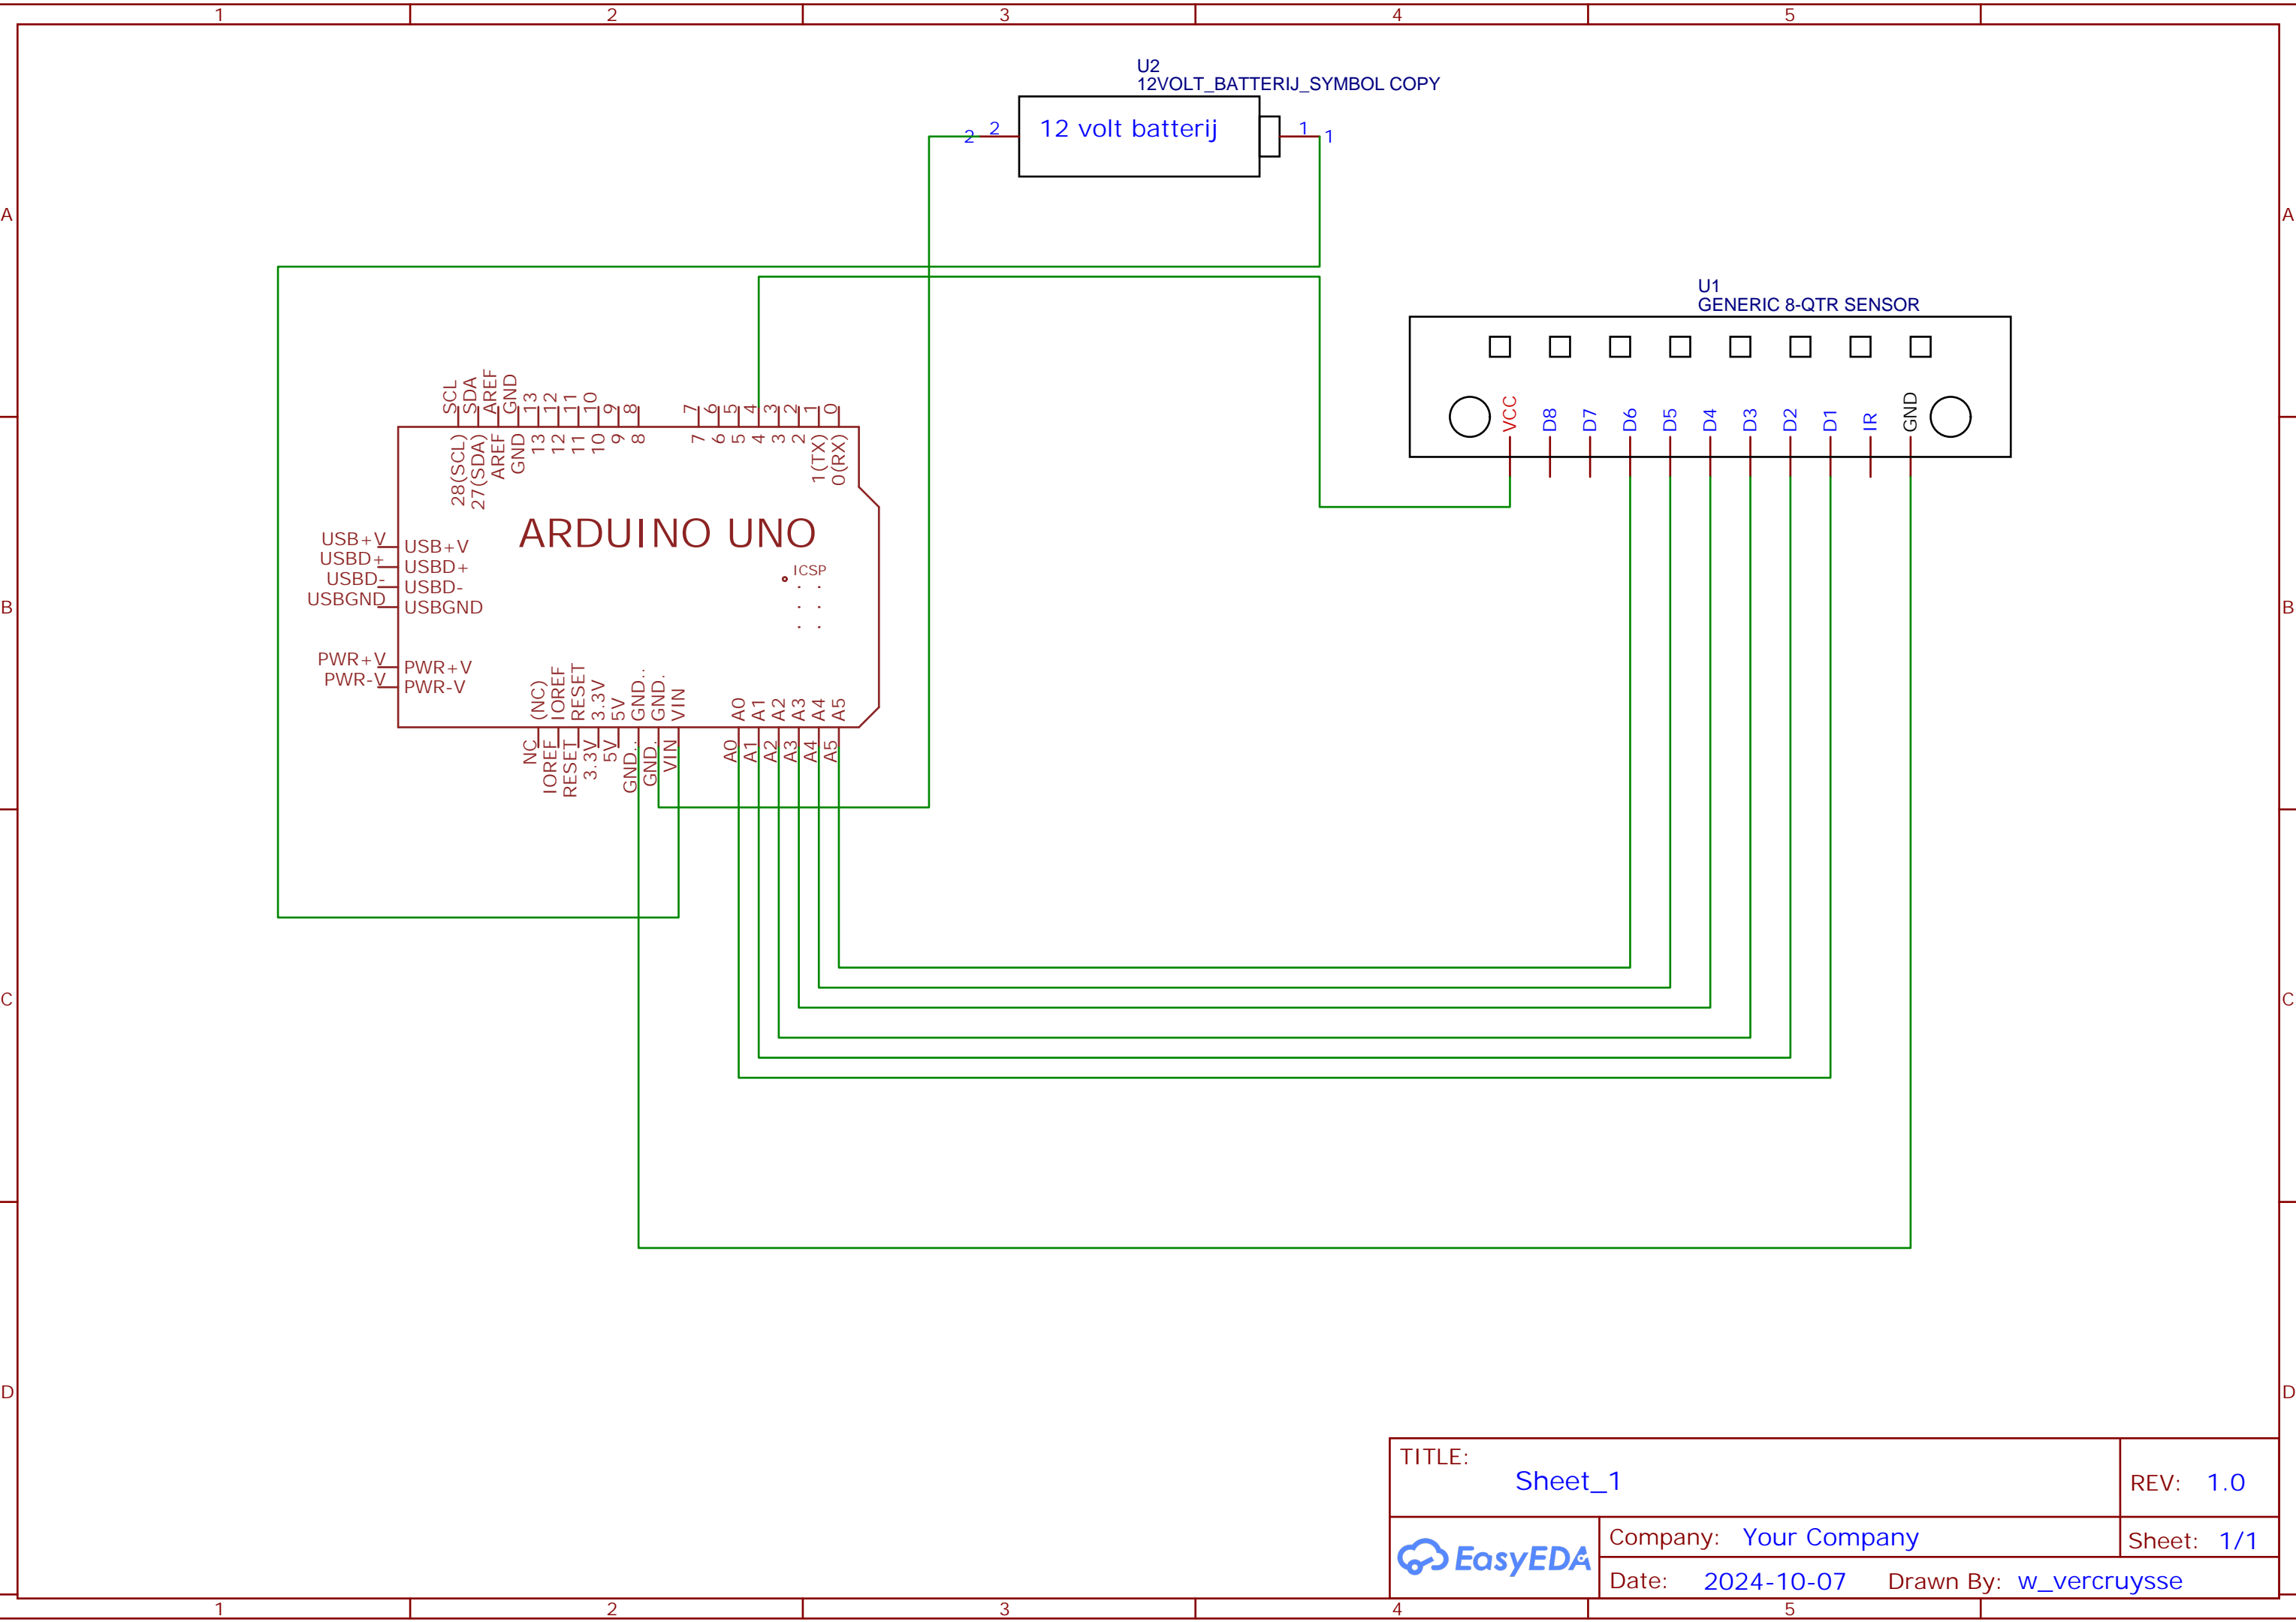 1 2 3 4 5
U2
12VOLT_BATTERIJ_SYMBOL COPY
2 2 12 volt batterij 1 1
A A
U1
GENERIC 8-QTR SENSOR
VCC D8 D7 D6 D5 D4 D3 D2 D1 IR GND
SCL SDA AREF GND 13 12 11 10 9 8 7 6 5 4 3 2 1 0
28(SCL) 27(SDA) AREF GND 13 12 11 10 9 8 7 6 5 4 3 2 1(TX) 0(RX)
ARDUINO UNO
USB+V USB+V
USBD+ USBD+
USBD- USBD-
USBGND USBGND
ICSP
B B
PWR+V PWR+V
PWR-V PWR-V
(NC) IOREF RESET 3.3V 5V GND.. GND. VIN A0 A1 A2 A3 A4 A5
NC IOREF RESET 3.3V 5V GND.. GND. VIN A0 A1 A2 A3 A4 A5
C C
D D
TITLE:
Sheet_1
REV: 1.0
EasyEDA
Company: Your Company
Sheet: 1/1
Date: 2024-10-07 Drawn By: w_vercruysse
1 2 3 4 5